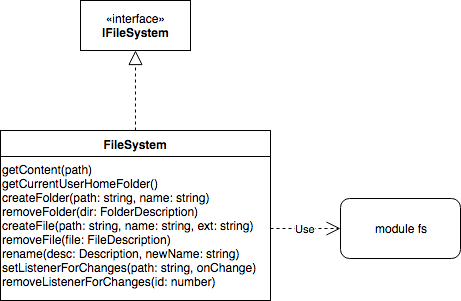 «interface»
IFileSystem
FileSystem
getContent(path)
getCurrentUserHomeFolder()
createFolder(path: string, name: string)
removeFolder(dir: FolderDescription)
createFile(path: string, name: string, ext: string)
removeFile(file: FileDescription)
rename(desc: Description, newName: string)
setListenerForChanges(path: string, onChange)
removeListenerForChanges(id: number)
Use
module fs